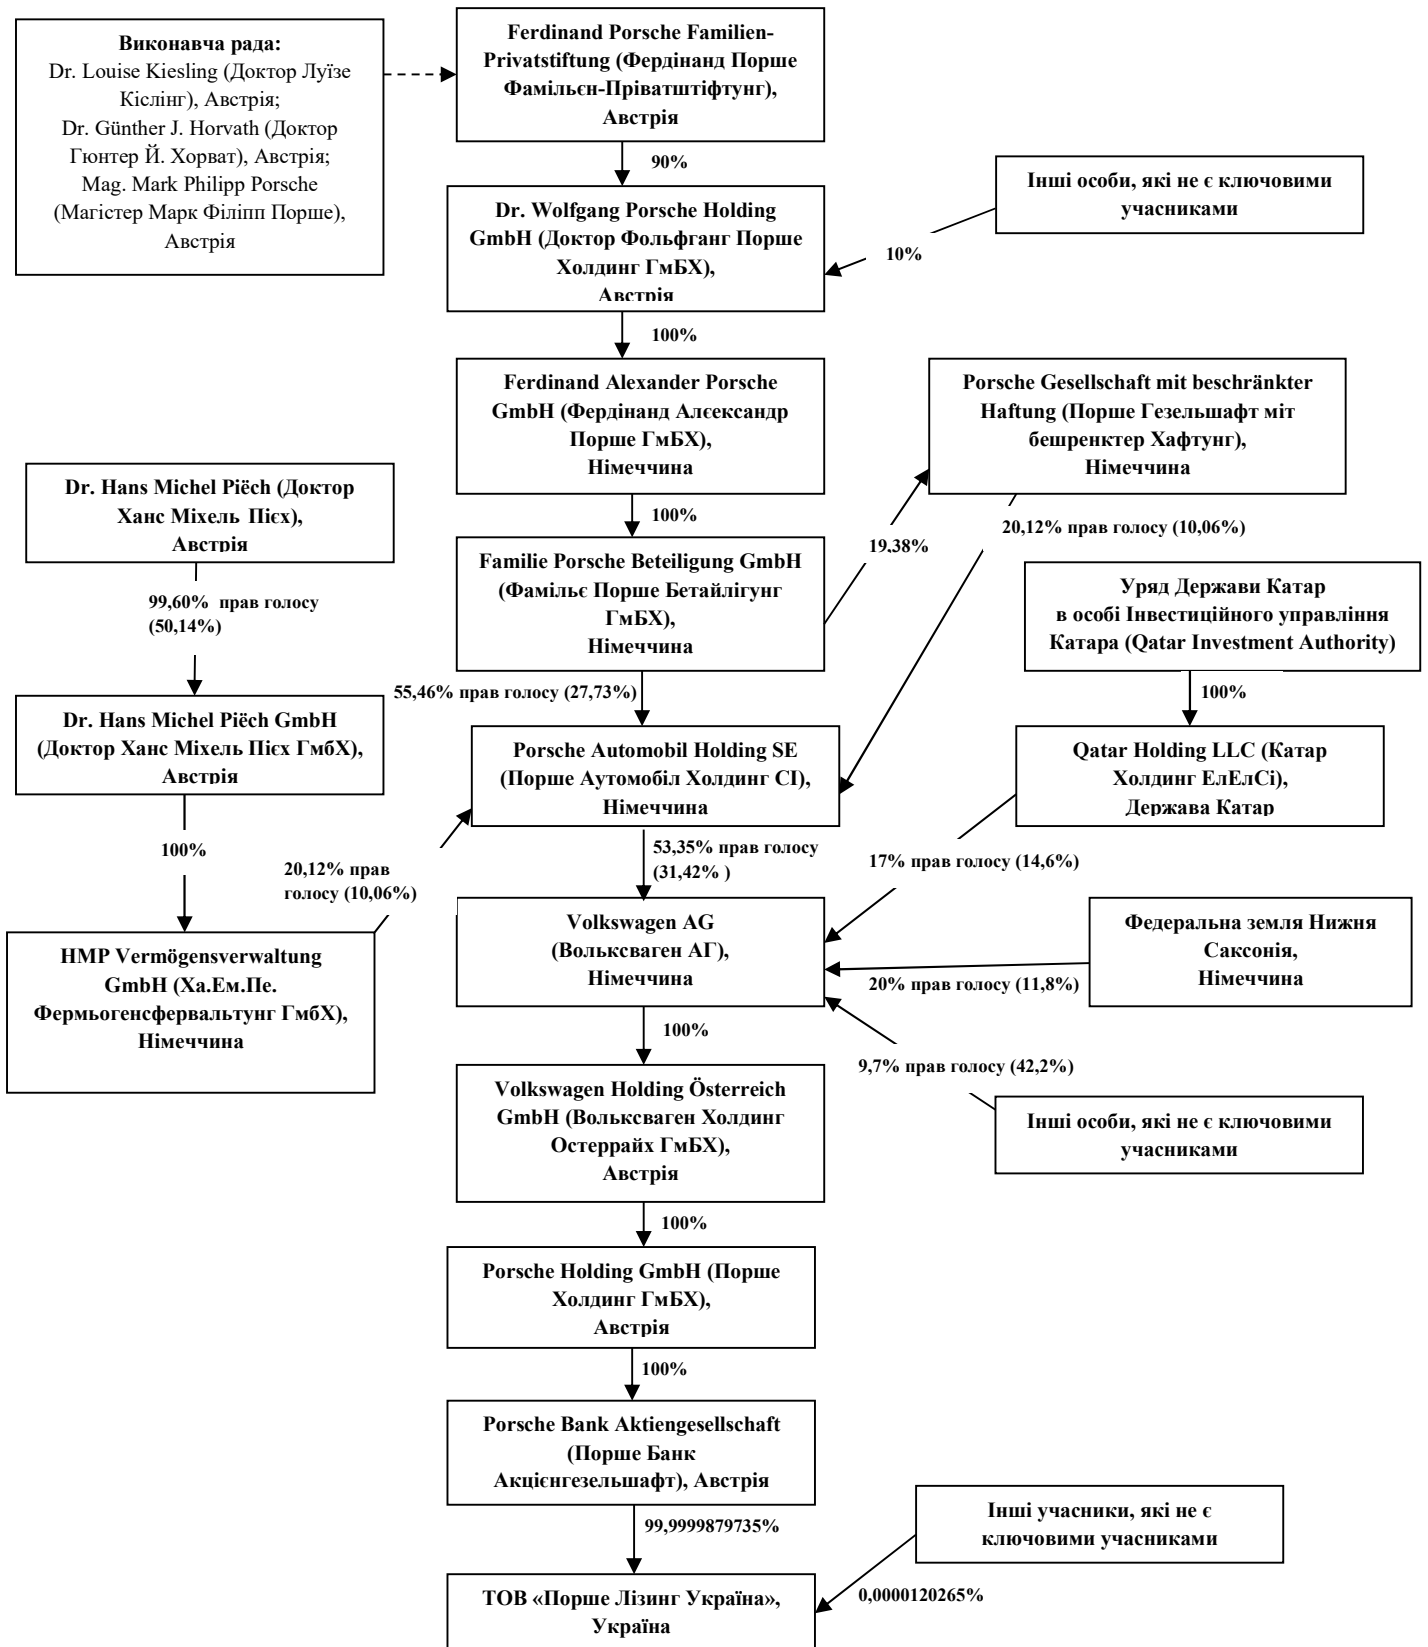 Виконавча рада:
Dr. Louise Kiesling (Доктор Луїзе
Кіслінг), Австрія;
Dr. Günther J. Horvath (Доктор
Гюнтер Й. Хорват), Австрія;
Mag. Mark Philipp Porsche
(Магістер Марк Філіпп Порше),
Австрія
Ferdinand Porsche Familien-
Privatstiftung (Фердінанд Порше
Фамільєн-Пріватштіфтунг),
Австрія
90%
Інші особи, які не є ключовими
учасниками
10%
Dr. Wolfgang Porsche Holding
GmbH (Доктор Фольфганг Порше
Холдинг ГмБХ),
Австрія
100%
Ferdinand Alexander Porsche
GmbH (Фердінанд Алєександр
Порше ГмБХ),
Німеччина
Porsche Gesellschaft mit beschränkter
Haftung (Порше Гезельшафт міт
бешренктер Хафтунг),
Німеччина
Dr. Hans Michel Piëch (Доктор
Ханс Міхель Пієх),
Австрія
100%
20,12% прав голосу (10,06%)
19,38%
Familie Porsche Beteiligung GmbH
(Фамільє Порше Бетайлігунг
ГмБХ),
Німеччина
99,60% прав голосу
(50,14%)
Уряд Держави Катар
в особі Інвестиційного управління
Катара (Qatar Investment Authority)
55,46% прав голосу (27,73%)
100%
Dr. Hans Michel Piëch GmbH
(Доктор Ханс Міхель Пієх ГмбХ),
Австрія
Porsche Automobil Holding SE
(Порше Аутомобіл Холдинг СІ),
Німеччина
Qatar Holding LLC (Катар
Холдинг ЕлЕлСі),
Держава Катар
100%
20,12% прав
голосу (10,06%)
53,35% прав голосу
(31,42% )
17% прав голосу (14,6%)
HMP Vermögensverwaltung
GmbH (Ха.Ем.Пе.
Фермьогенсфервальтунг ГмбХ),
Німеччина
Volkswagen AG
(Вольксваген АГ),
Німеччина
Федеральна земля Нижня
Саксонія,
Німеччина
20% прав голосу (11,8%)
100%
9,7% прав голосу (42,2%)
Volkswagen Holding Österreich
GmbH (Вольксваген Холдинг
Остеррайх ГмБХ),
Австрія
Інші особи, які не є ключовими
учасниками
100%
Porsche Holding GmbH (Порше
Холдинг ГмБХ),
Австрія
100%
Porsche Bank Aktiengesellschaft
(Порше Банк
Акцієнгезельшафт), Австрія
99,9999879735%
Інші учасники, які не є
ключовими учасниками
0,0000120265%
ТОВ «Порше Лізинг Україна»,
Україна